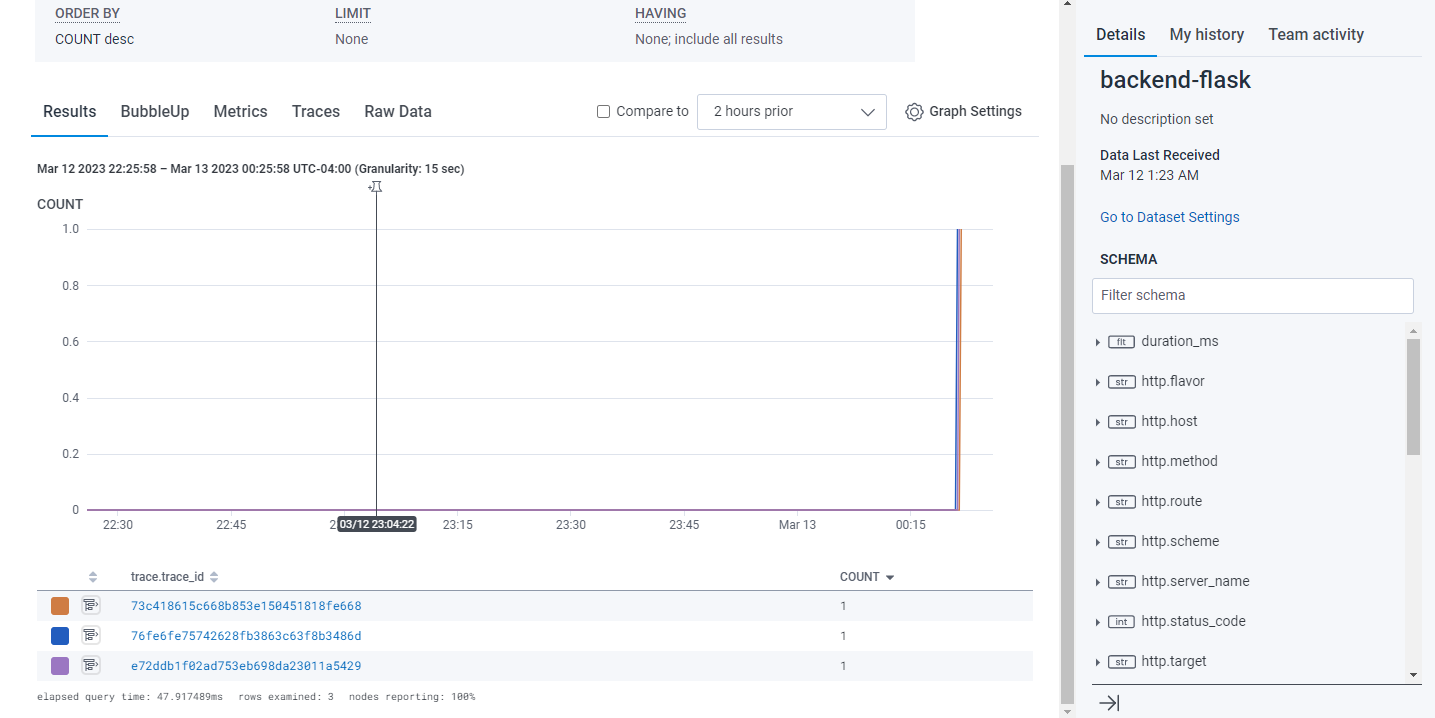 ORDER BY LIMIT HAVING
COUNT desc None None; include all results
Results BubbleUp Metrics Traces Raw Data Compare to 2 hours prior Graph Settings
Mar 12 2023 22:25:58 – Mar 13 2023 00:25:58 UTC-04:00 (Granularity: 15 sec)
COUNT
1.0
0.8
0.6
0.4
0.2
0
22:30 22:45 2 03/12 23:04:22 23:15 23:30 23:45 Mar 13 00:15
trace.trace_id COUNT
73c418615c668b853e150451818fe668 1
76fe6fe75742628fb3863c63f8b3486d 1
e72ddb1f02ad753eb698da23011a5429 1
elapsed query time: 47.917489ms rows examined: 3 nodes reporting: 100%
Details My history Team activity
backend-flask
No description set
Data Last Received
Mar 12 1:23 AM
Go to Dataset Settings
SCHEMA
Filter schema
flt duration_ms
str http.flavor
str http.host
str http.method
str http.route
str http.scheme
str http.server_name
int http.status_code
str http.target